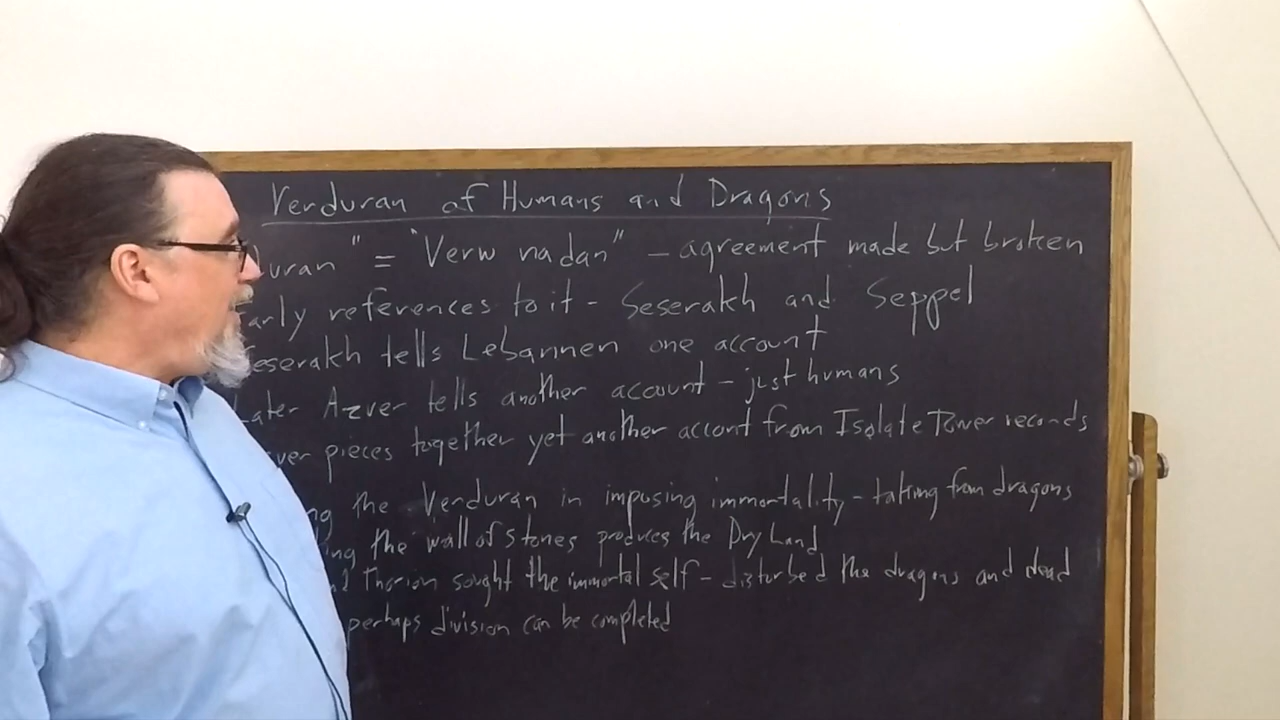 Verduran of Humans and Dragons
uran" = "Verw nadan" - agreement made but broken
arly references to it - Seserakh and Seppel
eserakh tells Lebannen one account
Later Azver tells another account - just humans
ver pieces together yet another accont from Isolate Tower records
ng the Verduran in imposing immortality - taking from dragons
ing the wall of stones produces the Dry Land
Thorion sought the immortal self - disturbed the dragons and dead
perhaps division can be completed